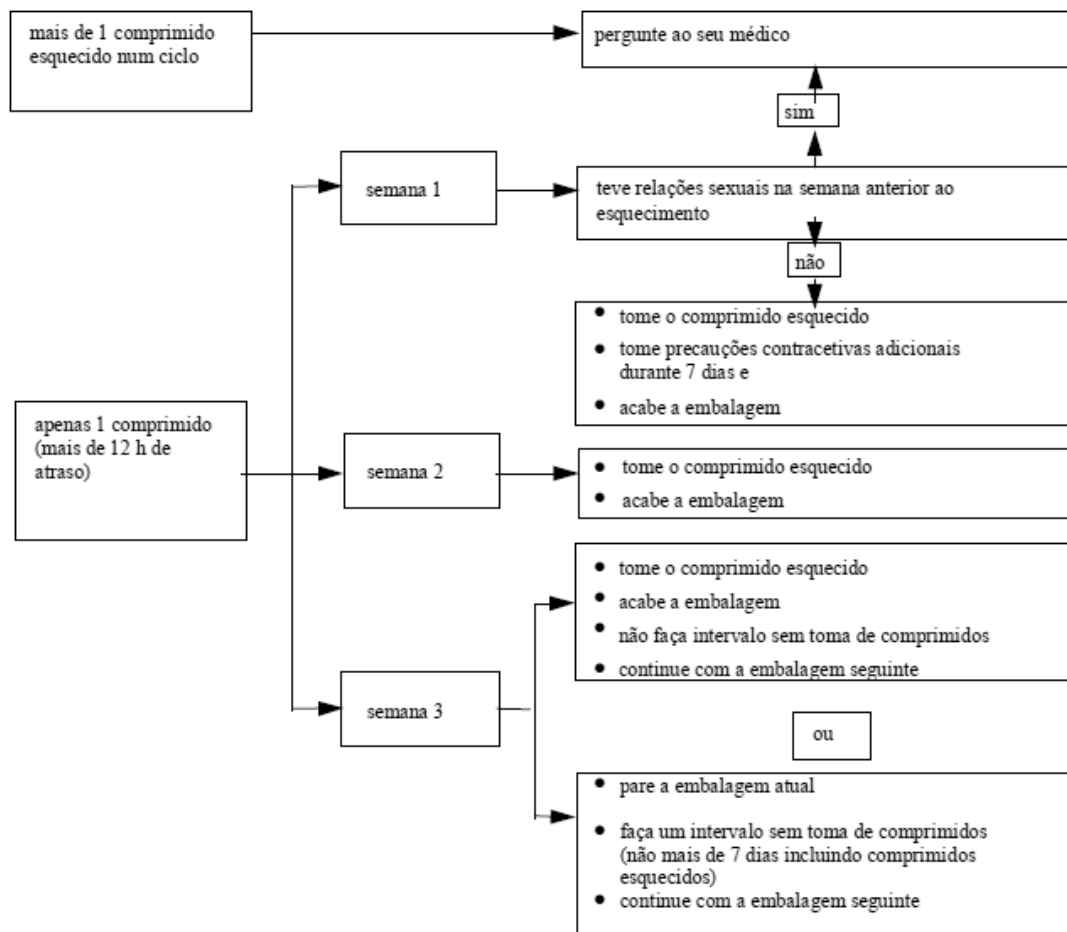 mais de 1 comprimido
esquecido num ciclo
pergunte ao seu médico
sim
semana 1
teve relações sexuais na semana anterior ao
esquecimento
não
• tome o comprimido esquecido
• tome precauções contracetivas adicionais
durante 7 dias e
• acabe a embalagem
apenas 1 comprimido
(mais de 12 h de
atraso)
semana 2
• tome o comprimido esquecido
• acabe a embalagem
• tome o comprimido esquecido
• acabe a embalagem
• não faça intervalo sem toma de comprimidos
• continue com a embalagem seguinte
semana 3
ou
• pare a embalagem atual
• faça um intervalo sem toma de comprimidos
(não mais de 7 dias incluindo comprimidos
esquecidos)
• continue com a embalagem seguinte